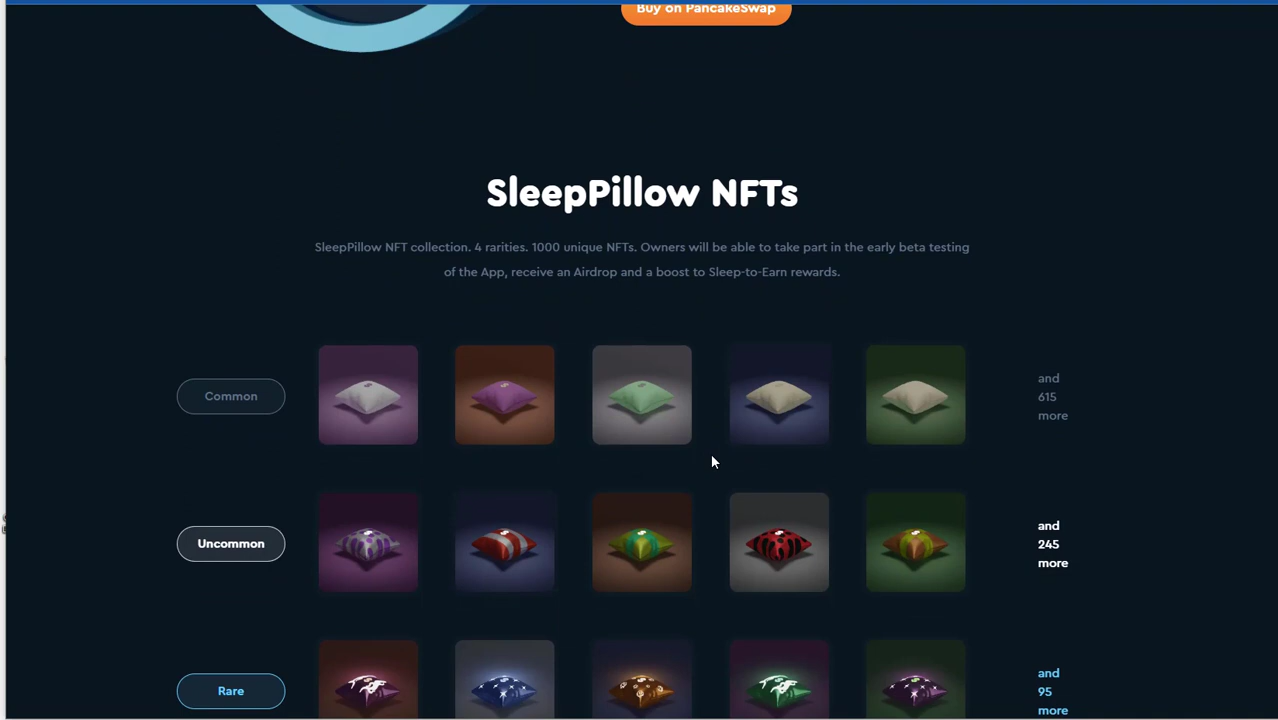 Buy on PancakeSwap
SleepPillow NFTs
SleepPillow NFT collection. 4 rarities. 1000 unique NFTs. Owners will be able to take part in the early beta testing
of the App, receive an Airdrop and a boost to Sleep-to-Earn rewards.
Common
and
615
more
Uncommon
and
245
more
Rare
and
95
more